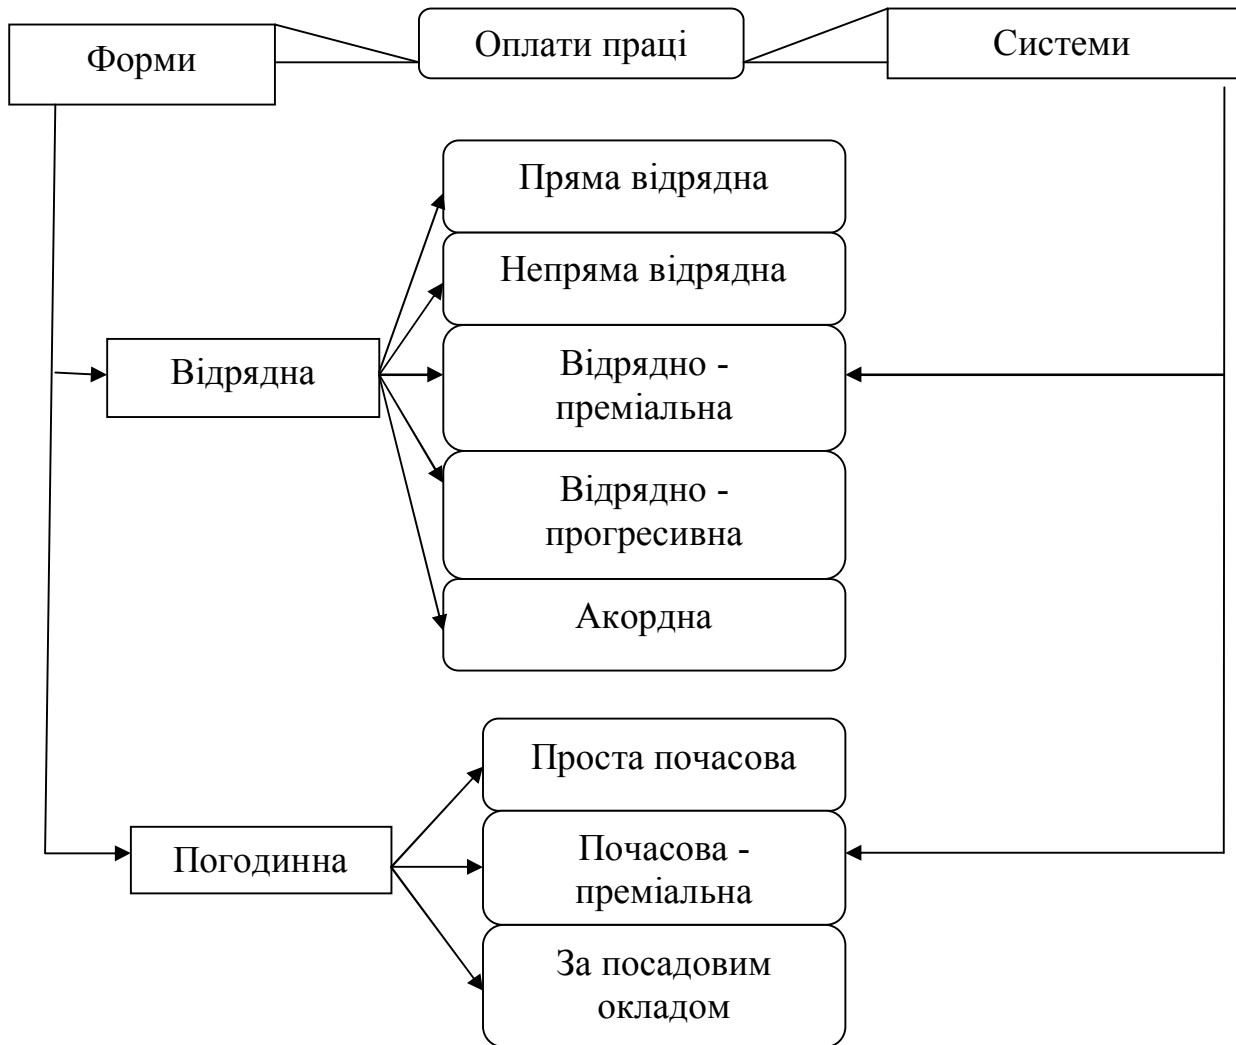 Форми
Оплати праці
Системи
Пряма відрядна
Непряма відрядна
Відрядна
Відрядно -
преміальна
Відрядно -
прогресивна
Акордна
Проста почасова
Погодинна
Почасова -
преміальна
За посадовим
окладом